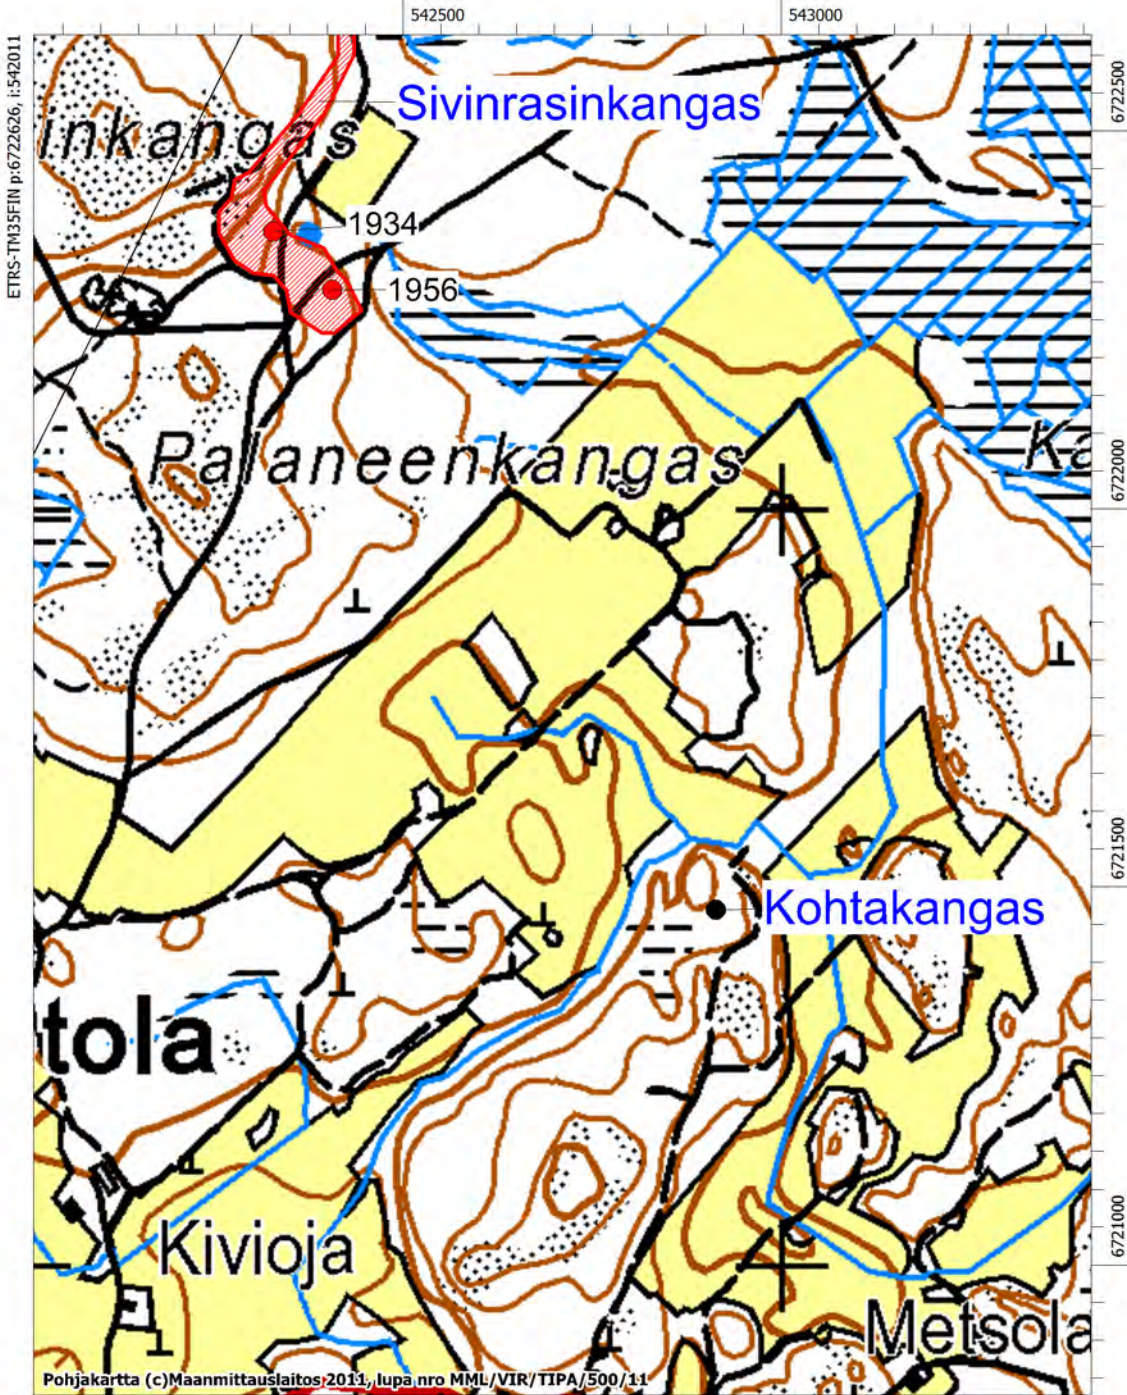 542500
543000
ETRS-TM35FIN p:6722626, i:542011
6722500
Sivinrasinkangas
inkangas
1934
1956
6722000
Palaneenkangas
Ka
6721500
Kohtakangas
tola
6721000
Kivioja
Metsola
Pohjakartta (c)Maanmittauslaitos 2011, lupa nro MML/VIR/TIPA/500/11